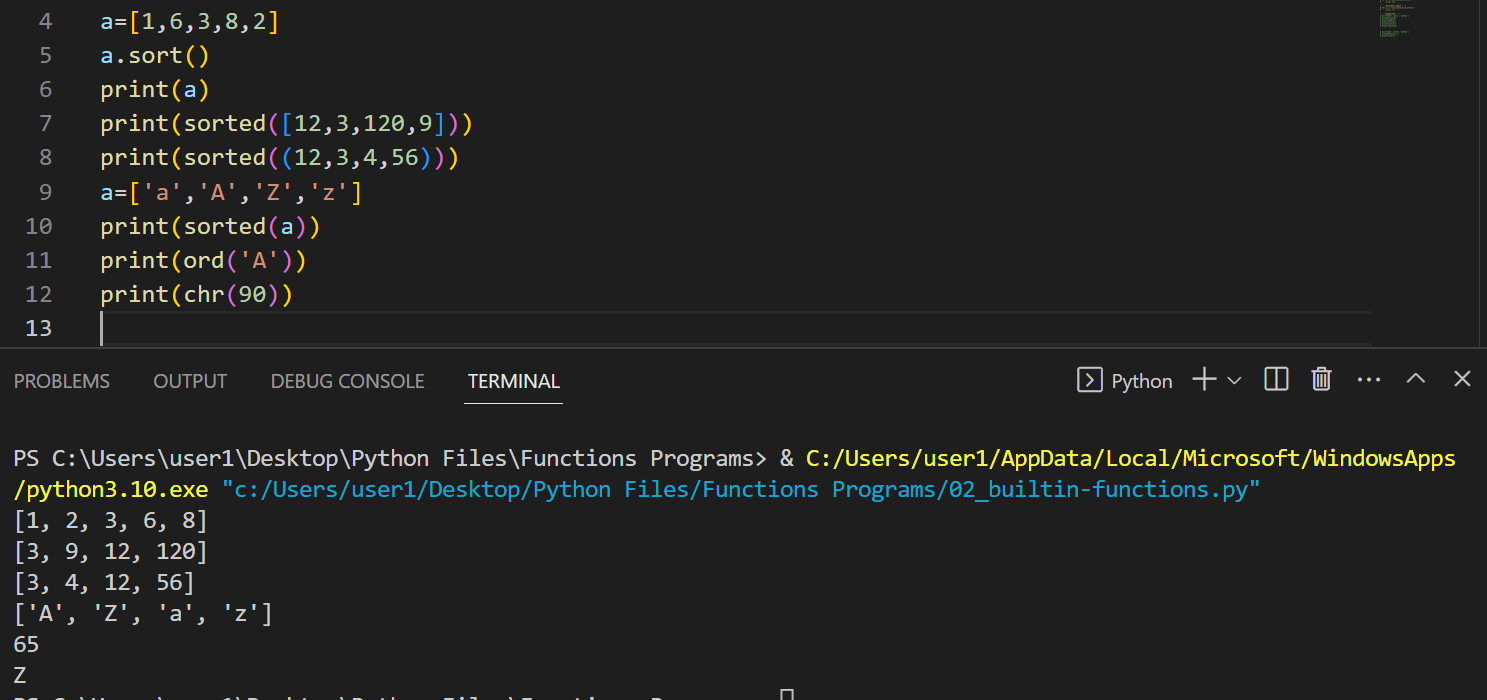 4 a=[1,6,3,8,2]
5 a.sort()
6 print(a)
7 print(sorted([12,3,120,9]))
8 print(sorted((12,3,4,56)))
9 a=['a','A','Z','z']
10 print(sorted(a))
11 print(ord('A'))
12 print(chr(90))
13
PROBLEMS OUTPUT DEBUG CONSOLE TERMINAL Python
PS C:\Users\user1\Desktop\Python Files\Functions Programs> & C:/Users/user1/AppData/Local/Microsoft/WindowsApps
/python3.10.exe "c:/Users/user1/Desktop/Python Files/Functions Programs/02_builtin-functions.py"
[1, 2, 3, 6, 8]
[3, 9, 12, 120]
[3, 4, 12, 56]
['A', 'Z', 'a', 'z']
65
Z